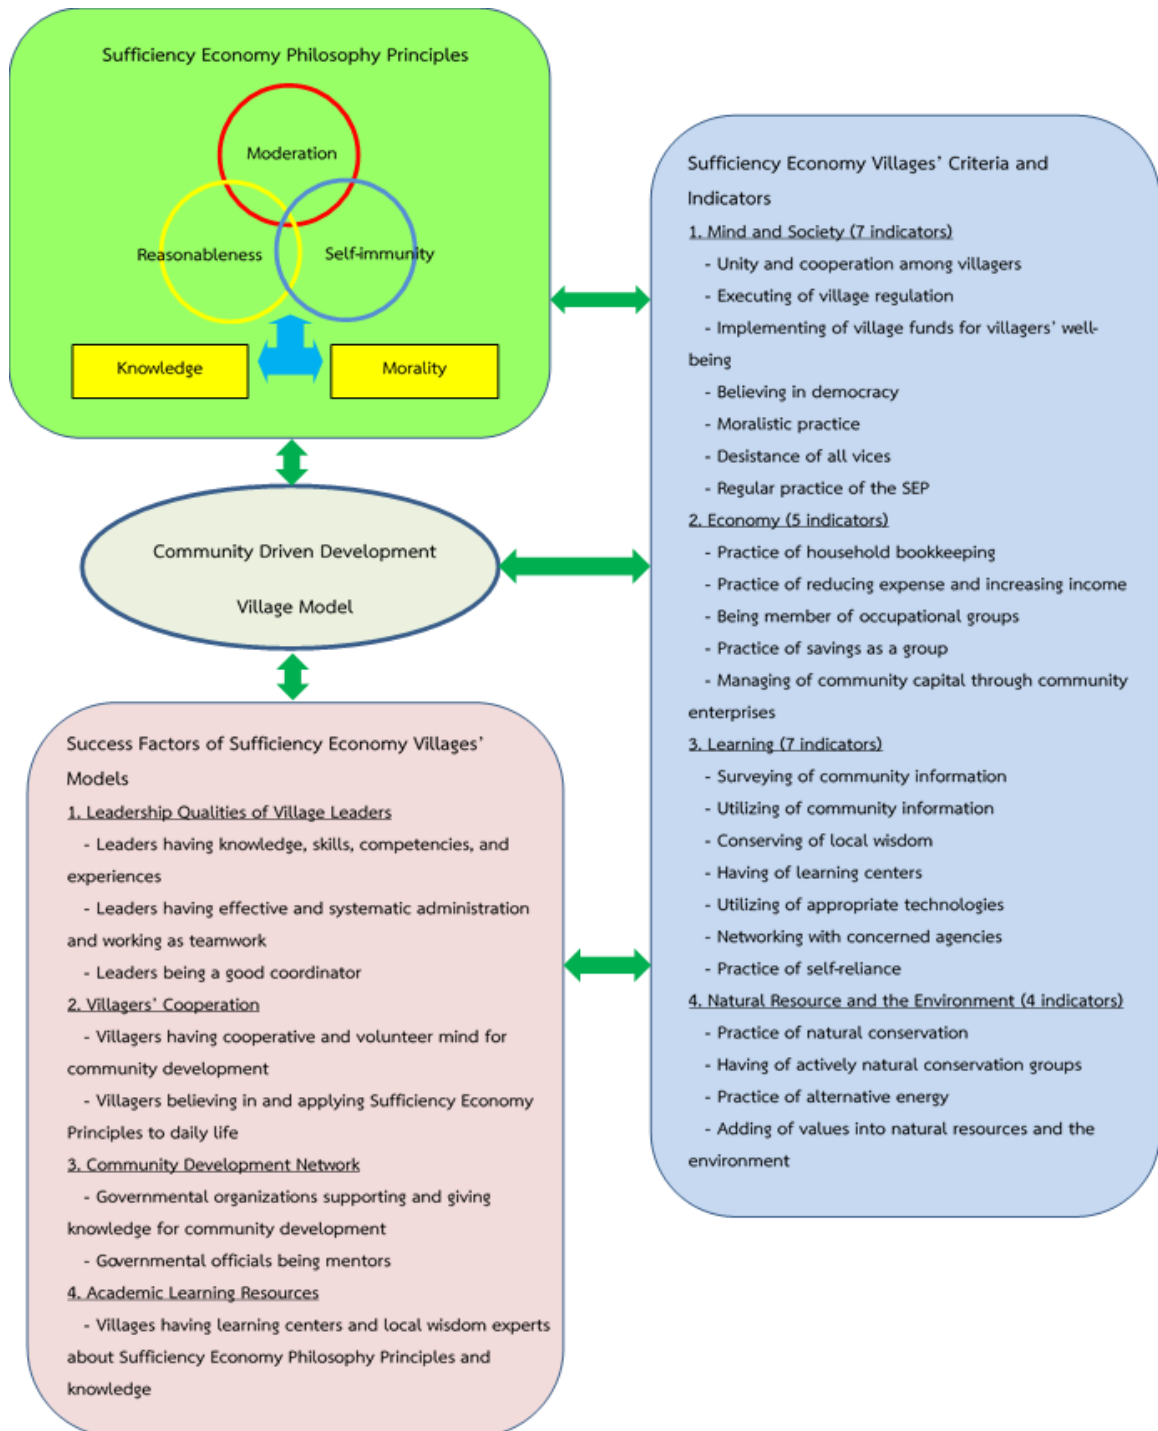 Sufficiency Economy Philosophy Principles
Moderation
Reasonableness
Self-immunity
Knowledge
Morality
Community Driven Development
Village Model
Success Factors of Sufficiency Economy Villages’
Models
1. Leadership Qualities of Village Leaders
- Leaders having knowledge, skills, competencies, and
experiences
- Leaders having effective and systematic administration
and working as teamwork
- Leaders being a good coordinator
2. Villagers’ Cooperation
- Villagers having cooperative and volunteer mind for
community development
- Villagers believing in and applying Sufficiency Economy
Principles to daily life
3. Community Development Network
- Governmental organizations supporting and giving
knowledge for community development
- Governmental officials being mentors
4. Academic Learning Resources
- Villages having learning centers and local wisdom experts
about Sufficiency Economy Philosophy Principles and
knowledge
Sufficiency Economy Villages’ Criteria and
Indicators
1. Mind and Society (7 indicators)
- Unity and cooperation among villagers
- Executing of village regulation
- Implementing of village funds for villagers’ well-
being
- Believing in democracy
- Moralistic practice
- Desistance of all vices
- Regular practice of the SEP
2. Economy (5 indicators)
- Practice of household bookkeeping
- Practice of reducing expense and increasing income
- Being member of occupational groups
- Practice of savings as a group
- Managing of community capital through community
enterprises
3. Learning (7 indicators)
- Surveying of community information
- Utilizing of community information
- Conserving of local wisdom
- Having of learning centers
- Utilizing of appropriate technologies
- Networking with concerned agencies
- Practice of self-reliance
4. Natural Resource and the Environment (4 indicators)
- Practice of natural conservation
- Having of actively natural conservation groups
- Practice of alternative energy
- Adding of values into natural resources and the
environment